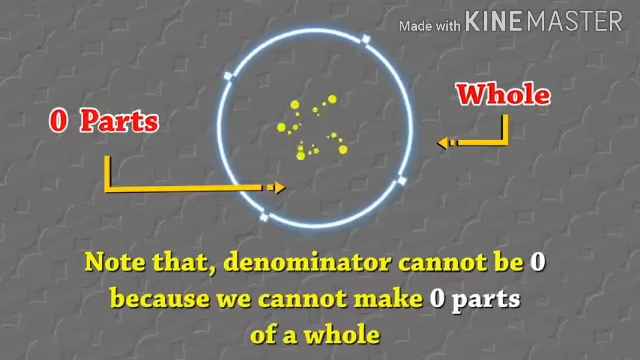 Made with KINEMASTER
Whole
0 Parts
Note that, denominator cannot be 0
because we cannot make 0 parts
of a whole